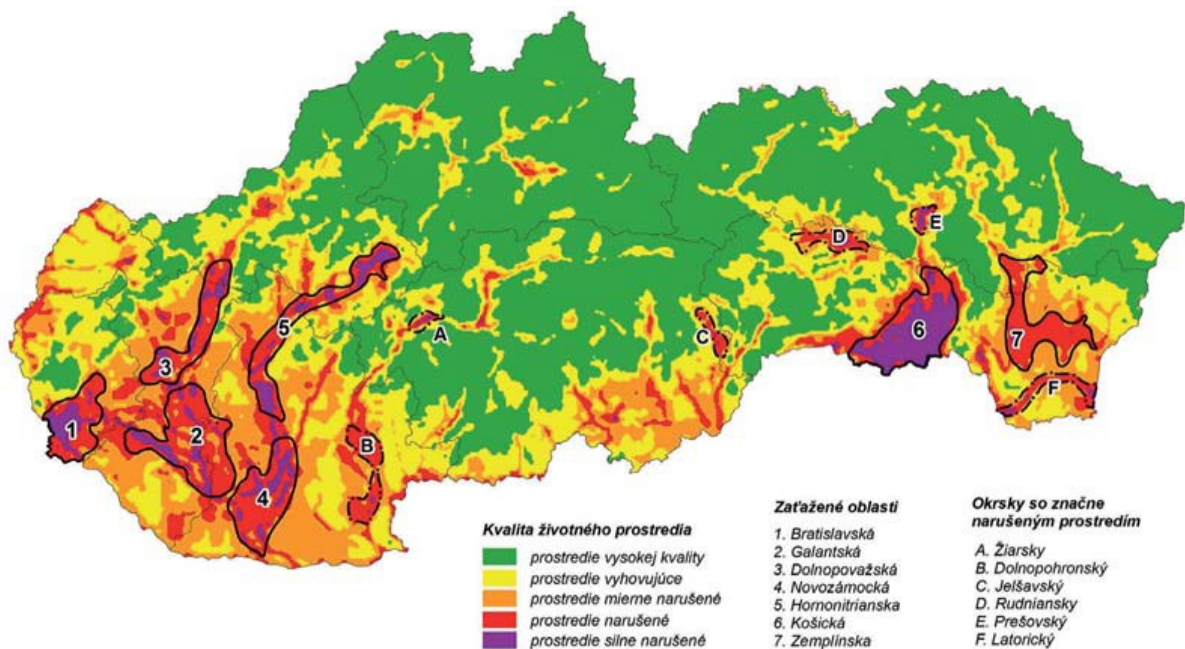 E
D
6
7
A
C
5
F
3
1
2
B
4
Kvalita životného prostredia
prostredie vysokej kvality
prostredie vyhovujúce
prostredie mierne narušené
prostredie narušené
prostredie silne narušené
Zaťažené oblasti
1. Bratislavská
2. Galantská
3. Dolnopovažská
4. Novozámocká
5. Hornonitrianska
6. Košická
7. Zemplínska
Okrsky so značne
narušeným prostredím
A. Žiarsky
B. Dolnopohronský
C. Jelšavský
D. Rudniansky
E. Prešovský
F. Latorický